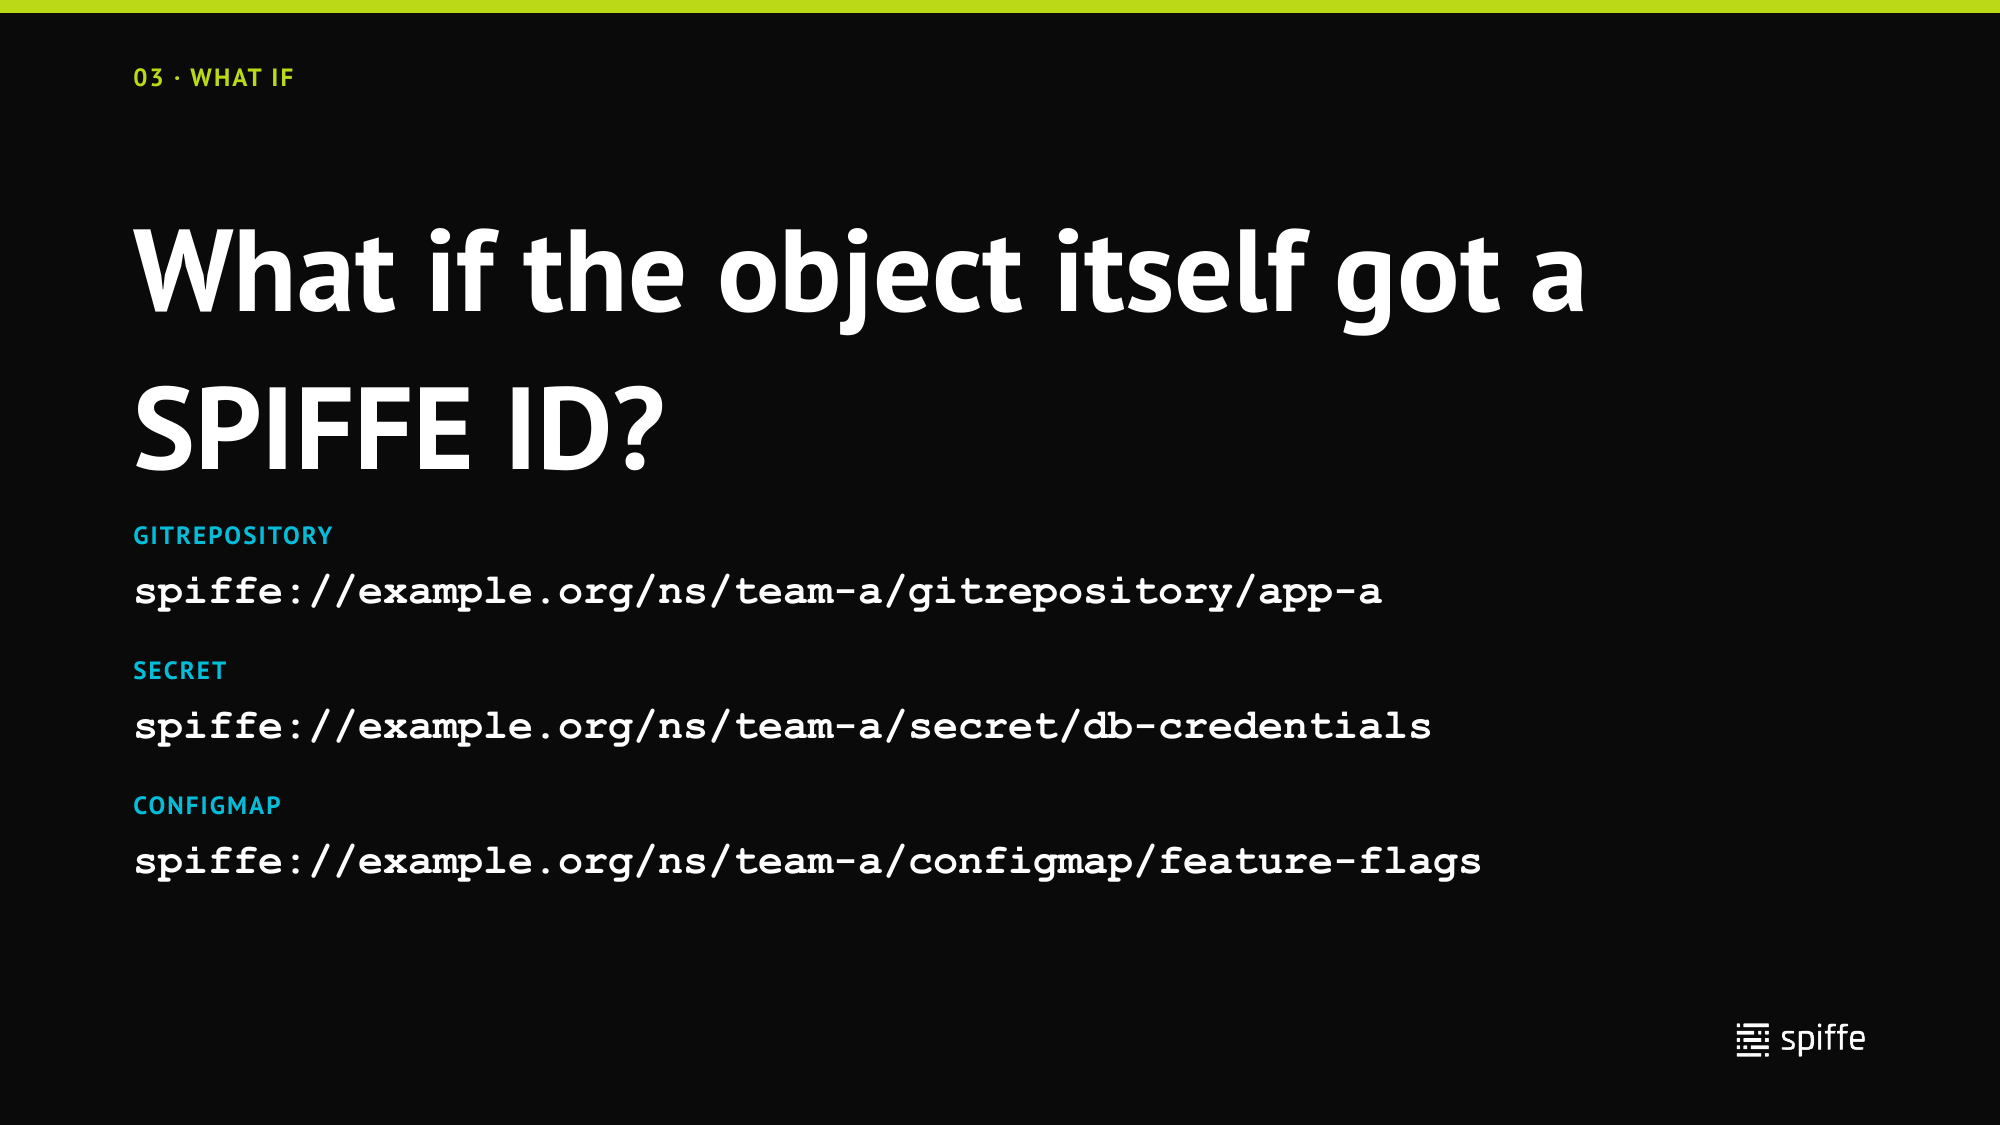 03 · WHAT IF
What if the object itself got a
SPIFFE ID?
GITREPOSITORY
spiffe://example.org/ns/team-a/gitrepository/app-a
SECRET
spiffe://example.org/ns/team-a/secret/db-credentials
CONFIGMAP
spiffe://example.org/ns/team-a/configmap/feature-flags
spiffe